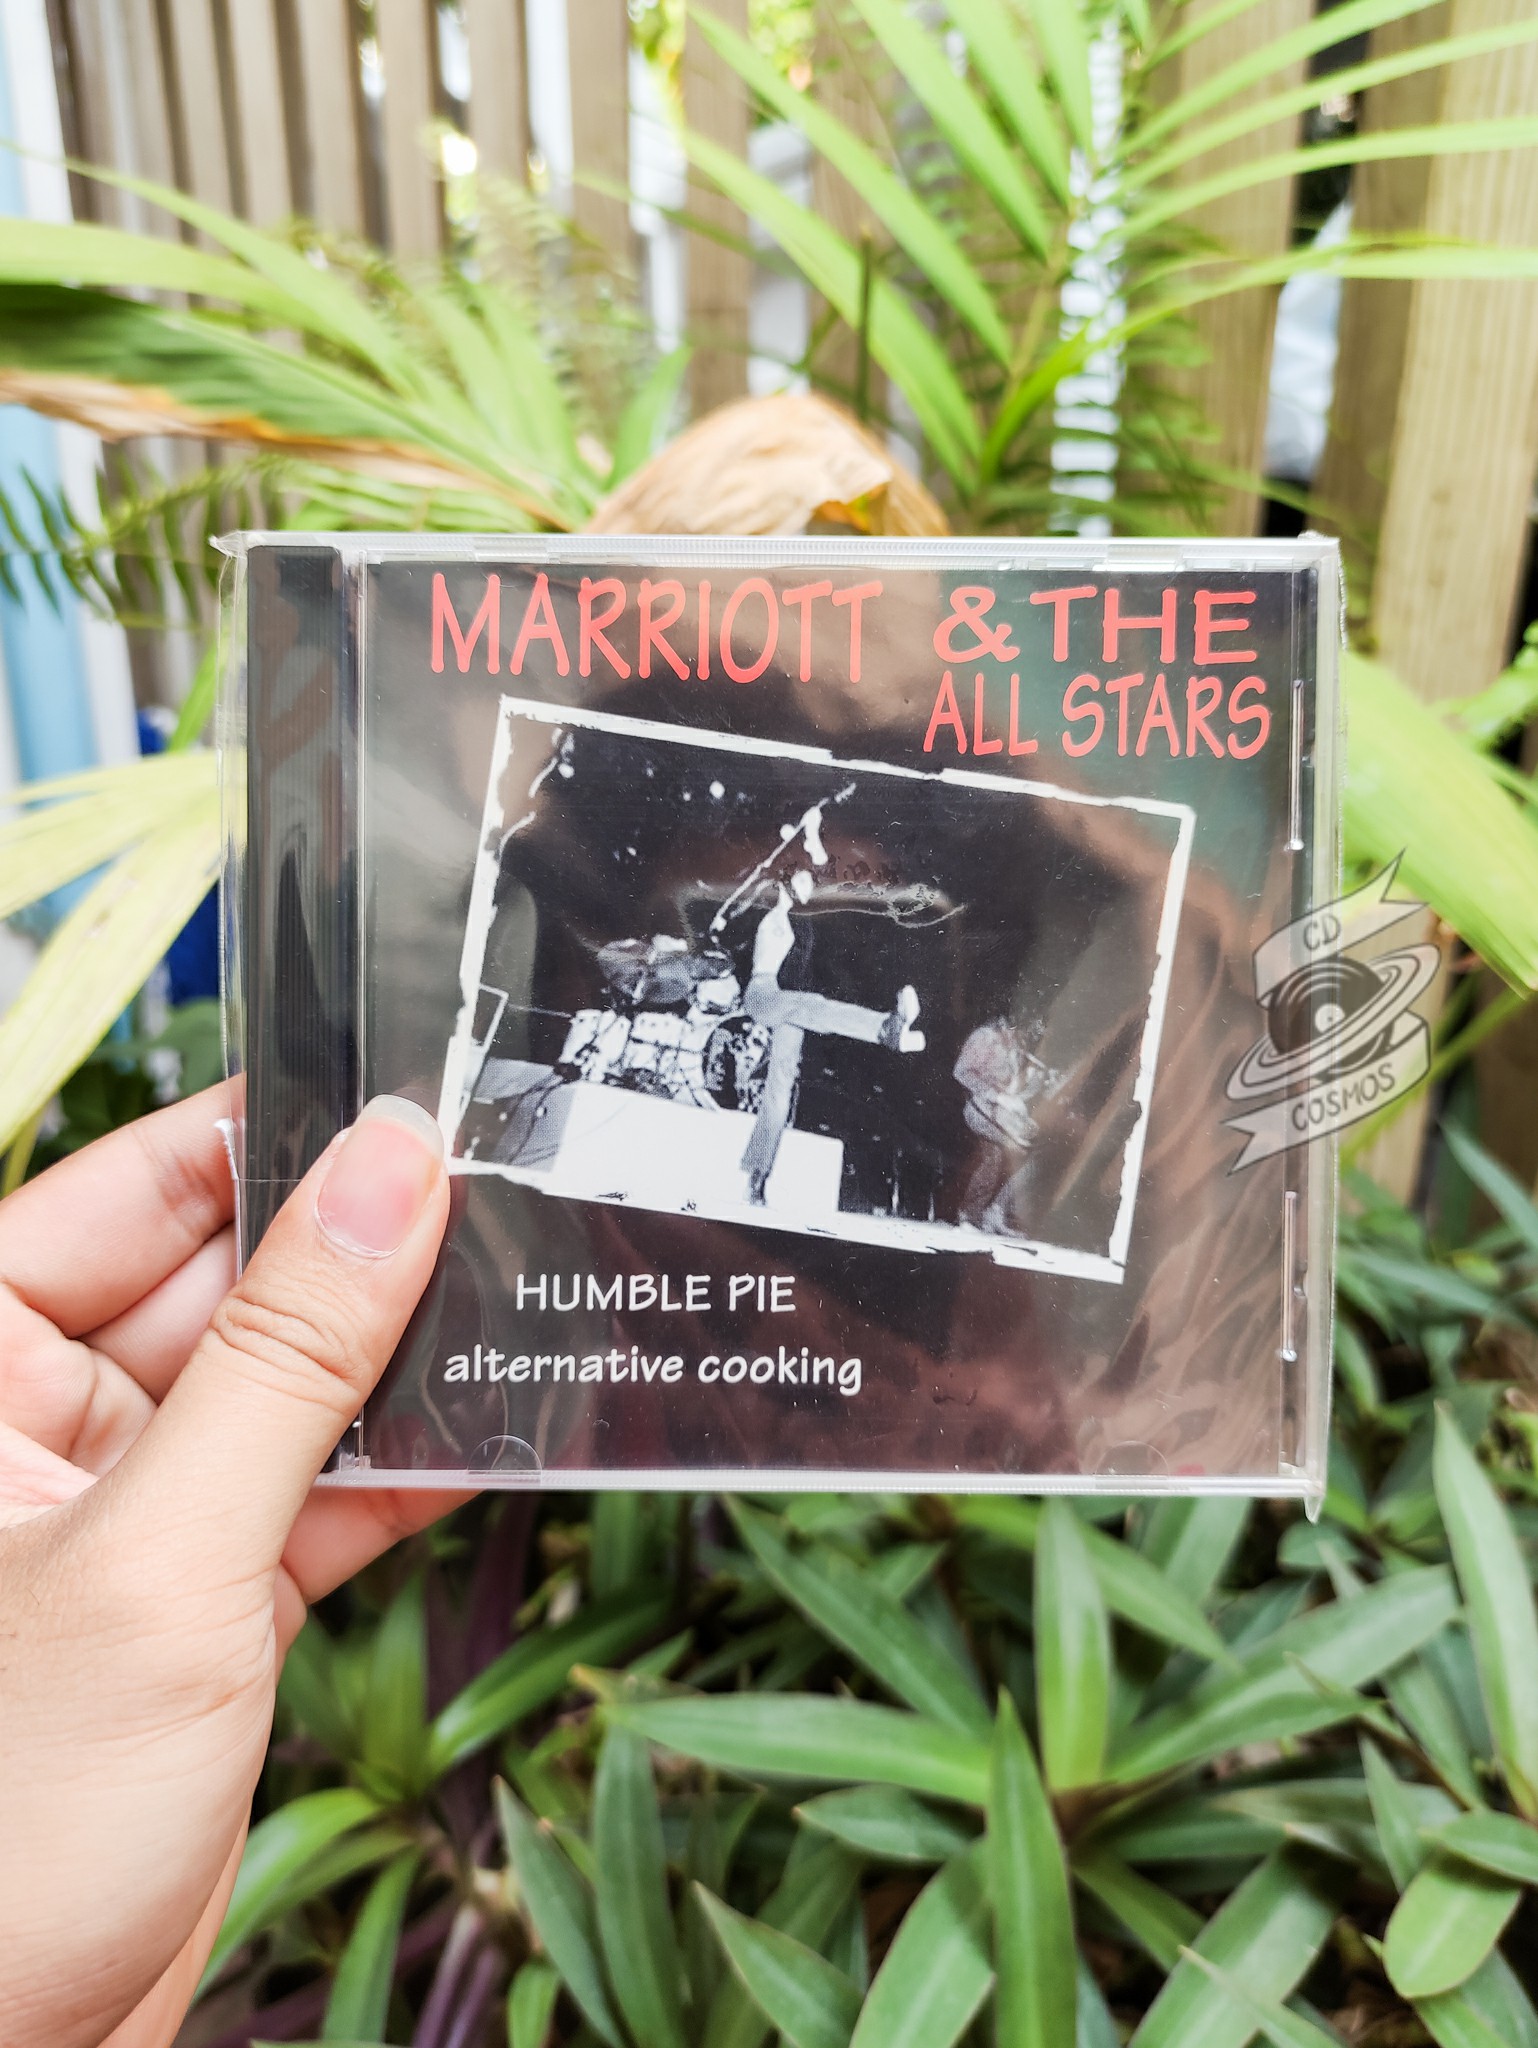 MARRIOTT & THE
ALL STARS
HUMBLE PIE
alternative cooking
CD
COSMOS